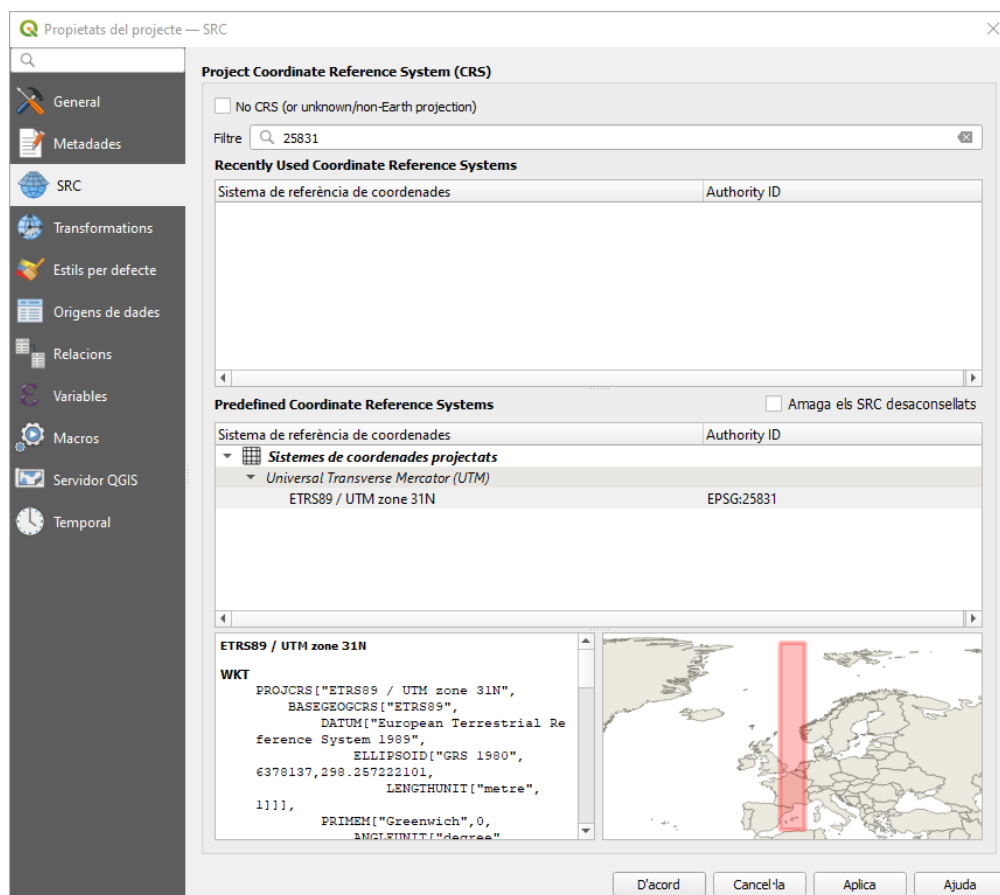 Propietats del projecte — SRC
General
Metadades
SRC
Transformations
Estils per defecte
Origens de dades
Relacions
Variables
Macros
Servidor QGIS
Temporal
Project Coordinate Reference System (CRS)
No CRS (or unknown/non-Earth projection)
Filtre 25831
Recently Used Coordinate Reference Systems
Sistema de referència de coordenades Authority ID
Predefined Coordinate Reference Systems Amaga els SRC desaconsellats
Sistema de referència de coordenades Authority ID
Sistemes de coordenades projectats
Universal Transverse Mercator (UTM)
ETRS89 / UTM zone 31N EPSG:25831
ETRS89 / UTM zone 31N
WKT
PROJCRS["ETRS89 / UTM zone 31N",
BASEGEOGCRS["ETRS89",
DATUM["European Terrestrial Re
ference System 1989",
ELLIPSOID["GRS 1980",
6378137,298.257222101,
LENGTHUNIT["metre",
1]]],
PRIMEM["Greenwich",0,
ANGLEUNIT["degree"
D'acord Cancel·la Aplica Ajuda